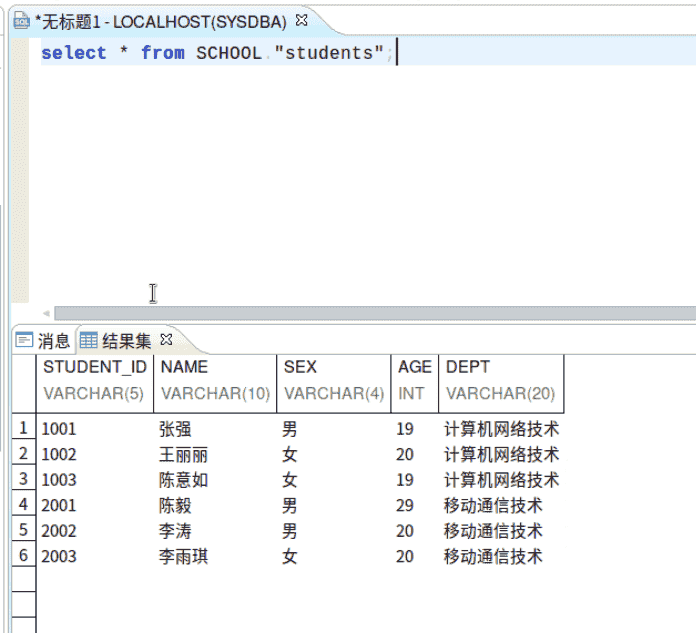 *无标题1 - LOCALHOST(SYSDBA)
select * from SCHOOL."students";
消息 结果集
STUDENT_ID NAME SEX AGE DEPT
VARCHAR(5) VARCHAR(10) VARCHAR(4) INT VARCHAR(20)
1 1001 张强 男 19 计算机网络技术
2 1002 王丽丽 女 20 计算机网络技术
3 1003 陈意如 女 19 计算机网络技术
4 2001 陈毅 男 29 移动通信技术
5 2002 李涛 男 20 移动通信技术
6 2003 李雨琪 女 20 移动通信技术